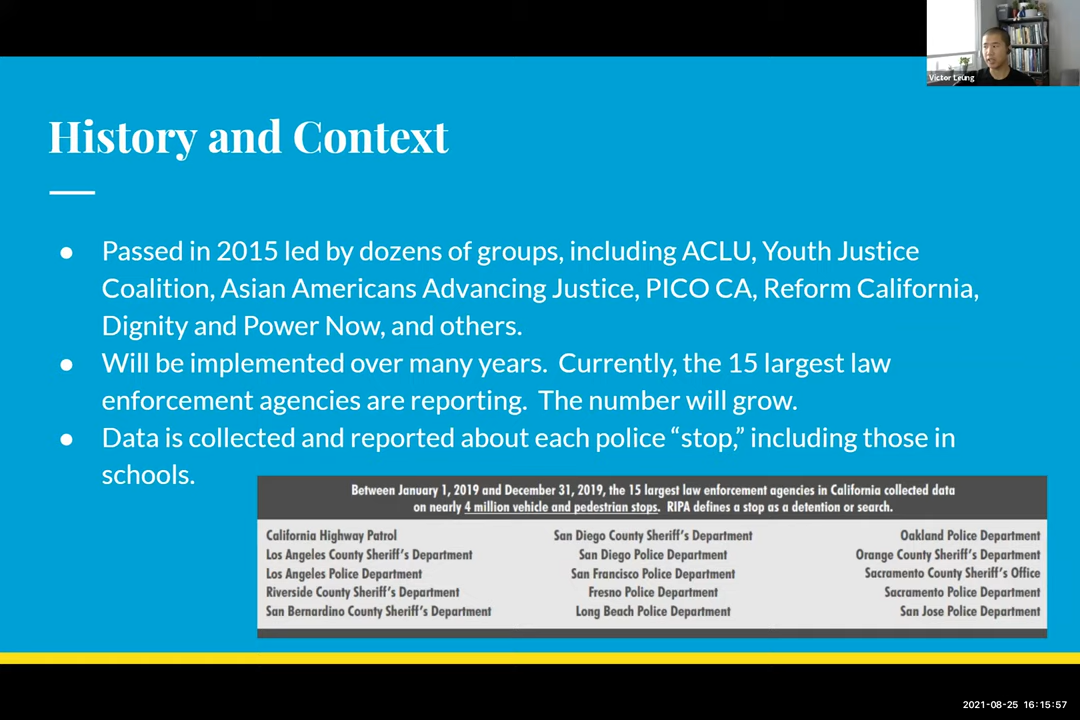 Victor Leung
History and Context
● Passed in 2015 led by dozens of groups, including ACLU, Youth Justice
Coalition, Asian Americans Advancing Justice, PICO CA, Reform California,
Dignity and Power Now, and others.
● Will be implemented over many years.  Currently, the 15 largest law
enforcement agencies are reporting.  The number will grow.
● Data is collected and reported about each police “stop,” including those in
schools.
Between January 1, 2019 and December 31, 2019, the 15 largest law enforcement agencies in California collected data
on nearly 4 million vehicle and pedestrian stops.  RIPA defines a stop as a detention or search.
California Highway Patrol
Los Angeles County Sheriff’s Department
Los Angeles Police Department
Riverside County Sheriff’s Department
San Bernardino County Sheriff’s Department
San Diego County Sheriff’s Department
San Diego Police Department
San Francisco Police Department
Fresno Police Department
Long Beach Police Department
Oakland Police Department
Orange County Sheriff’s Department
Sacramento County Sheriff’s Office
Sacramento Police Department
San Jose Police Department
2021-08-25 16:15:57